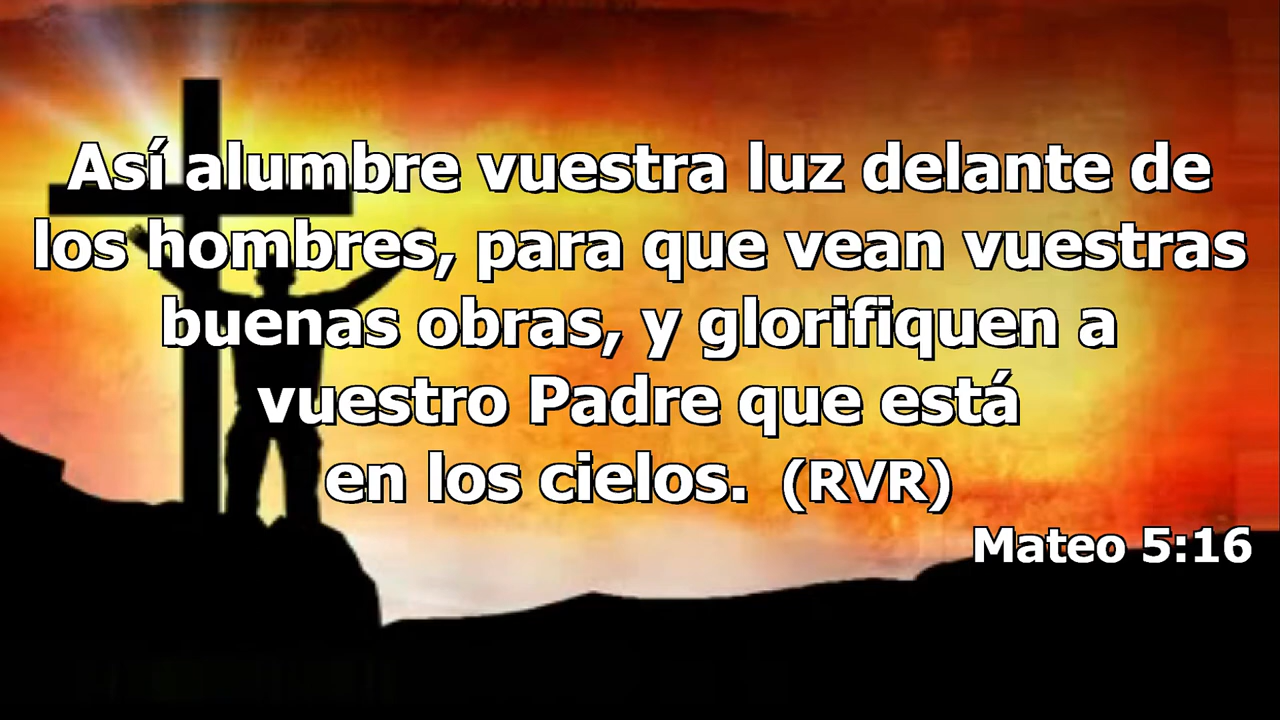 Así alumbre vuestra luz delante de
los hombres, para que vean vuestras
buenas obras, y glorifiquen a
vuestro Padre que está
en los cielos. (RVR)
Mateo 5:16